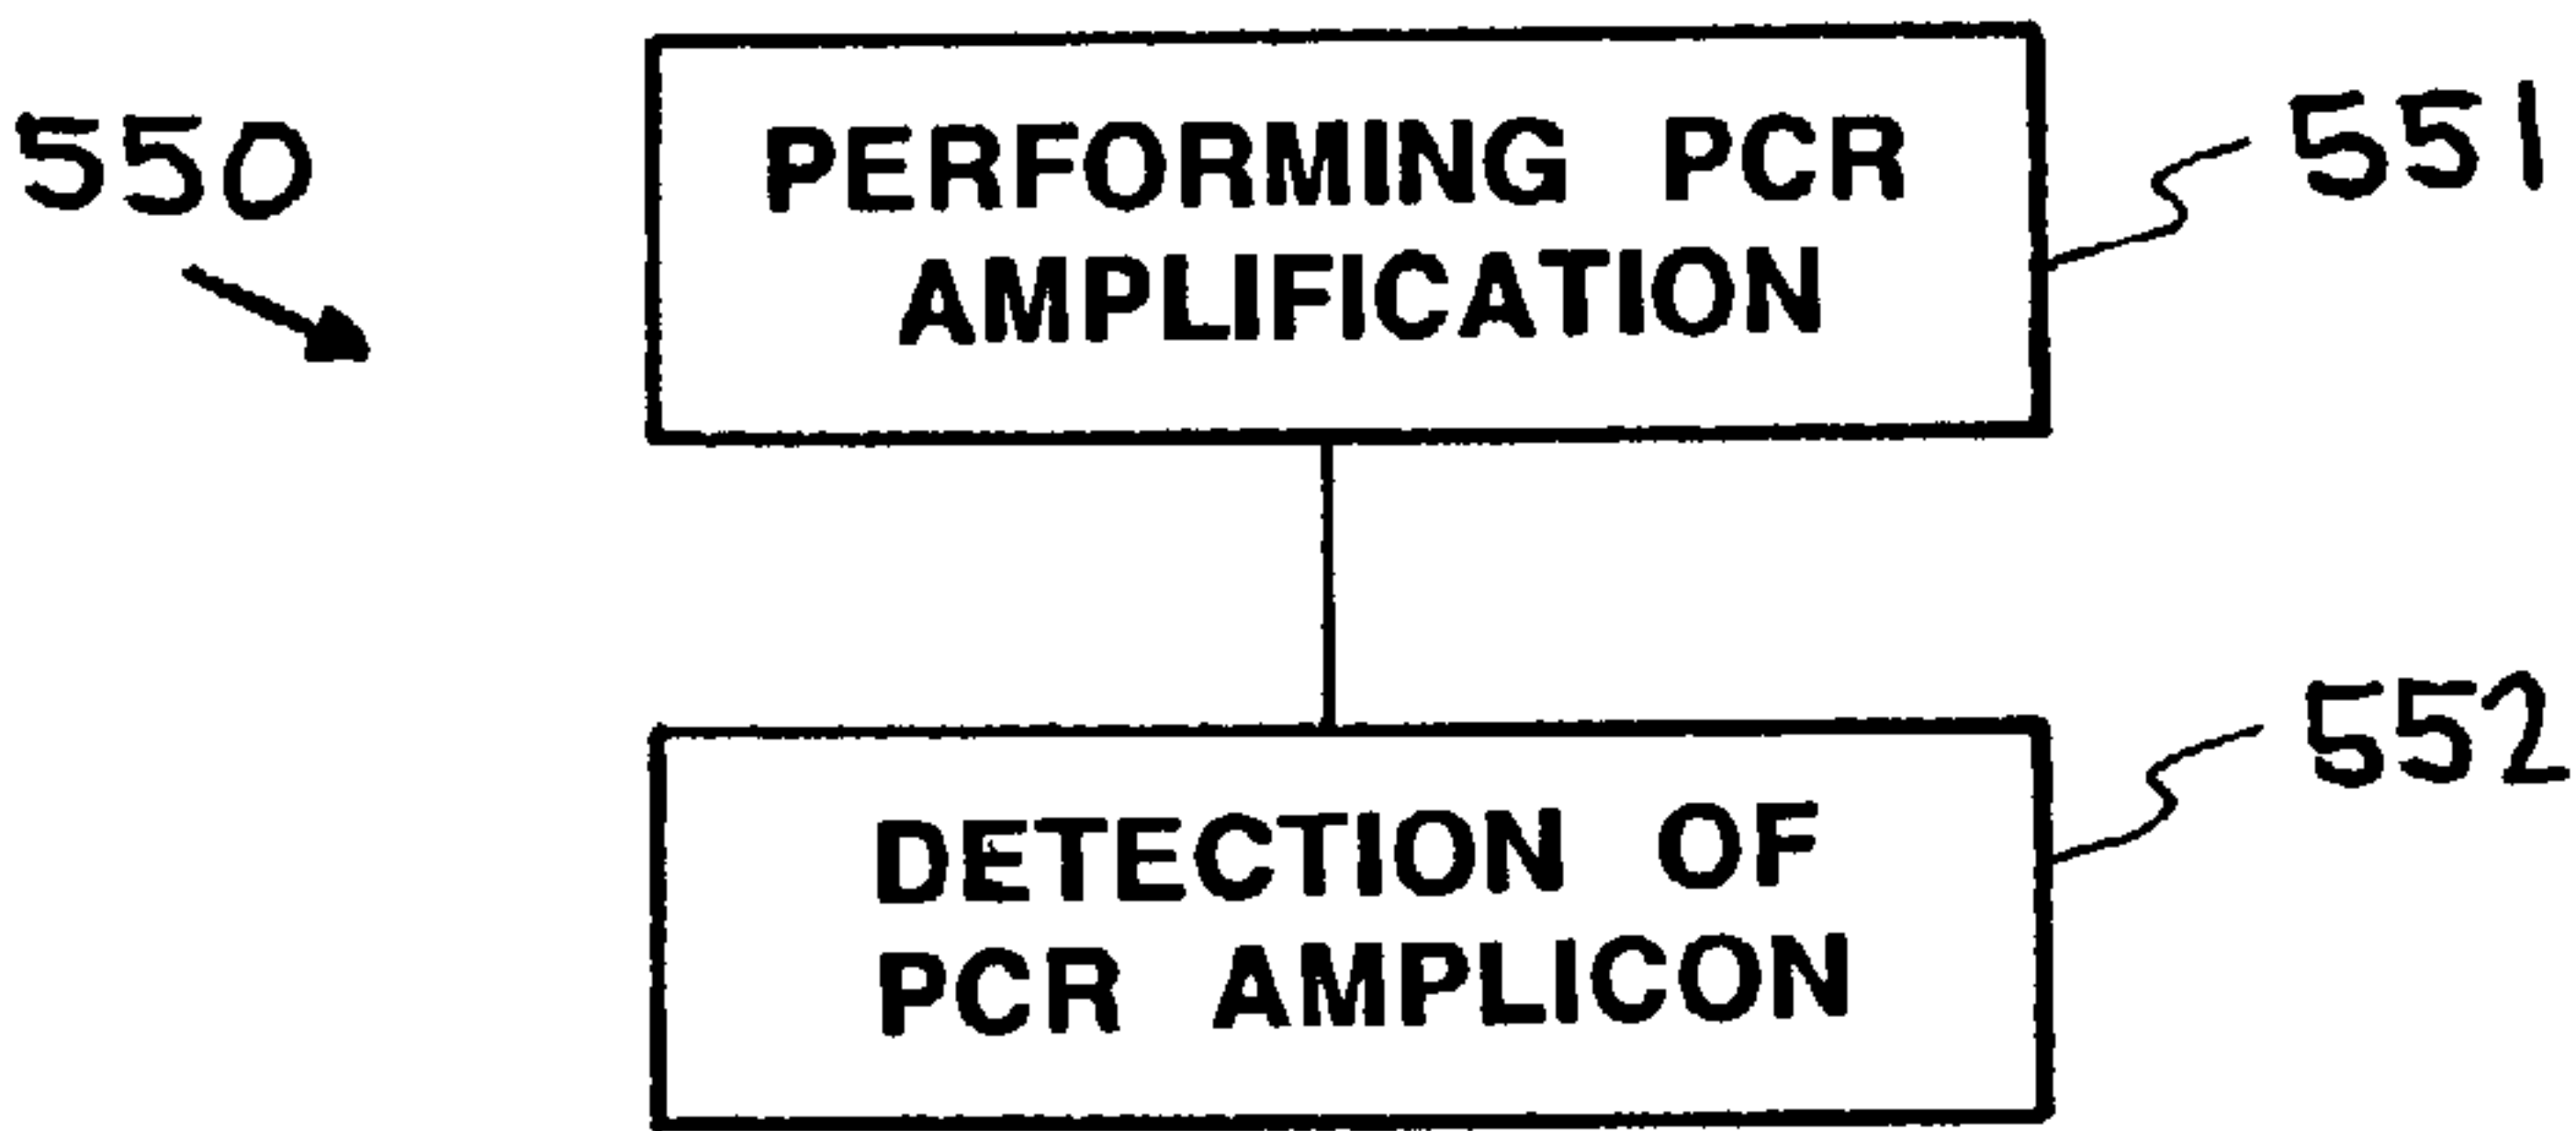 550
PERFORMING PCR
AMPLIFICATION
551
DETECTION OF
PCR AMPLICON
552